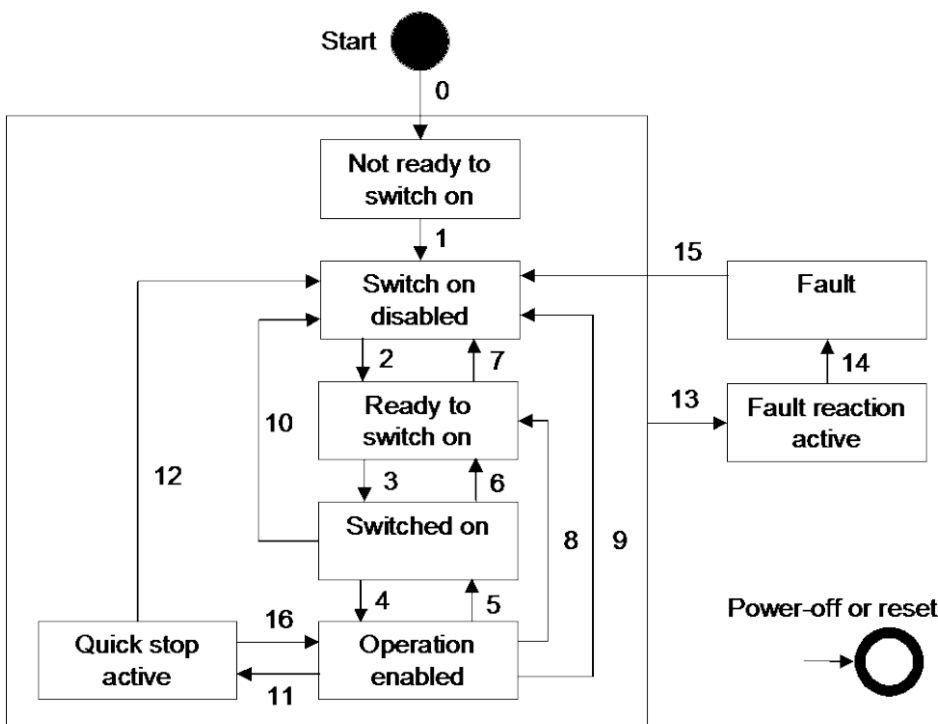 Start
0
Not ready to
switch on
1
15
Switch on
disabled
Fault
2
7
14
10
Ready to
switch on
13
Fault reaction
active
12
3
6
Switched on
8
9
4
5
16
Power-off or reset
Quick stop
active
Operation
enabled
11